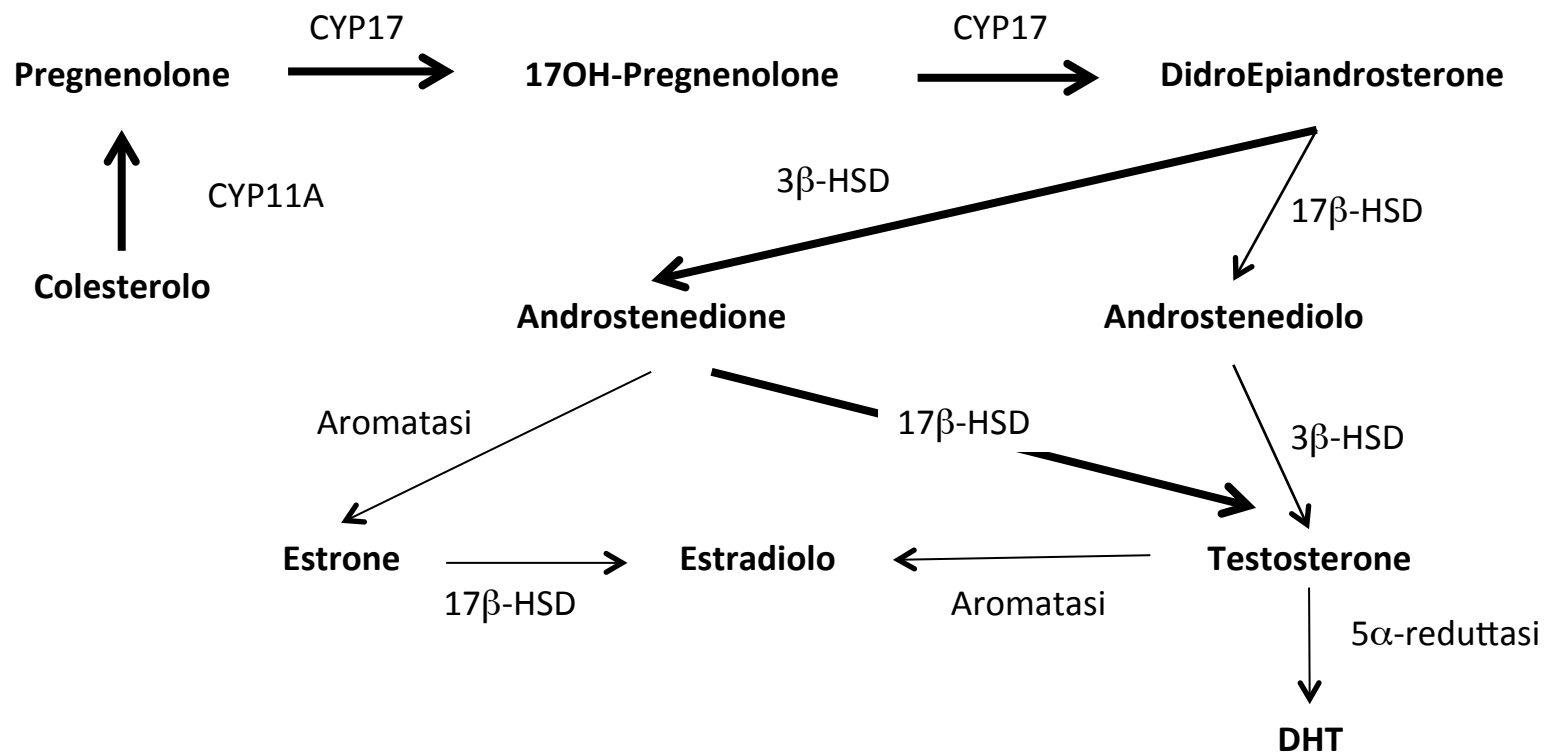 CYP17
CYP17
Pregnenolone
17OH-Pregnenolone
DidroEpiandrosterone
3β-HSD
CYP11A
17β-HSD
Colesterolo
Androstenedione
Androstenediolo
Aromatasi
17β-HSD
3β-HSD
Estrone
Estradiolo
Testosterone
17β-HSD
Aromatasi
5α-reduttasi
DHT